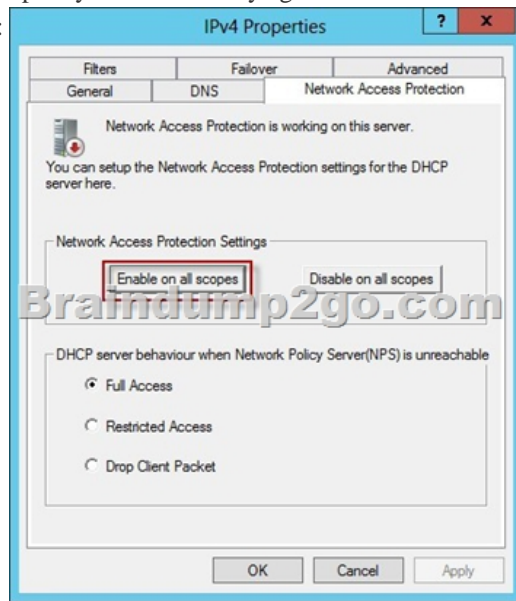 IPv4 Properties
?
x
Filters
Failover
Advanced
General
DNS
Network Access Protection
Network Access Protection is working on this server.
You can setup the Network Access Protection settings for the DHCP
server here.
Network Access Protection Settings
Enable on all scopes
Disable on all scopes
Braindump2go.com
DHCP server behaviour when Network Policy Server(NPS) is unreachable
Full Access
Restricted Access
Drop Client Packet
OK
Cancel
Apply